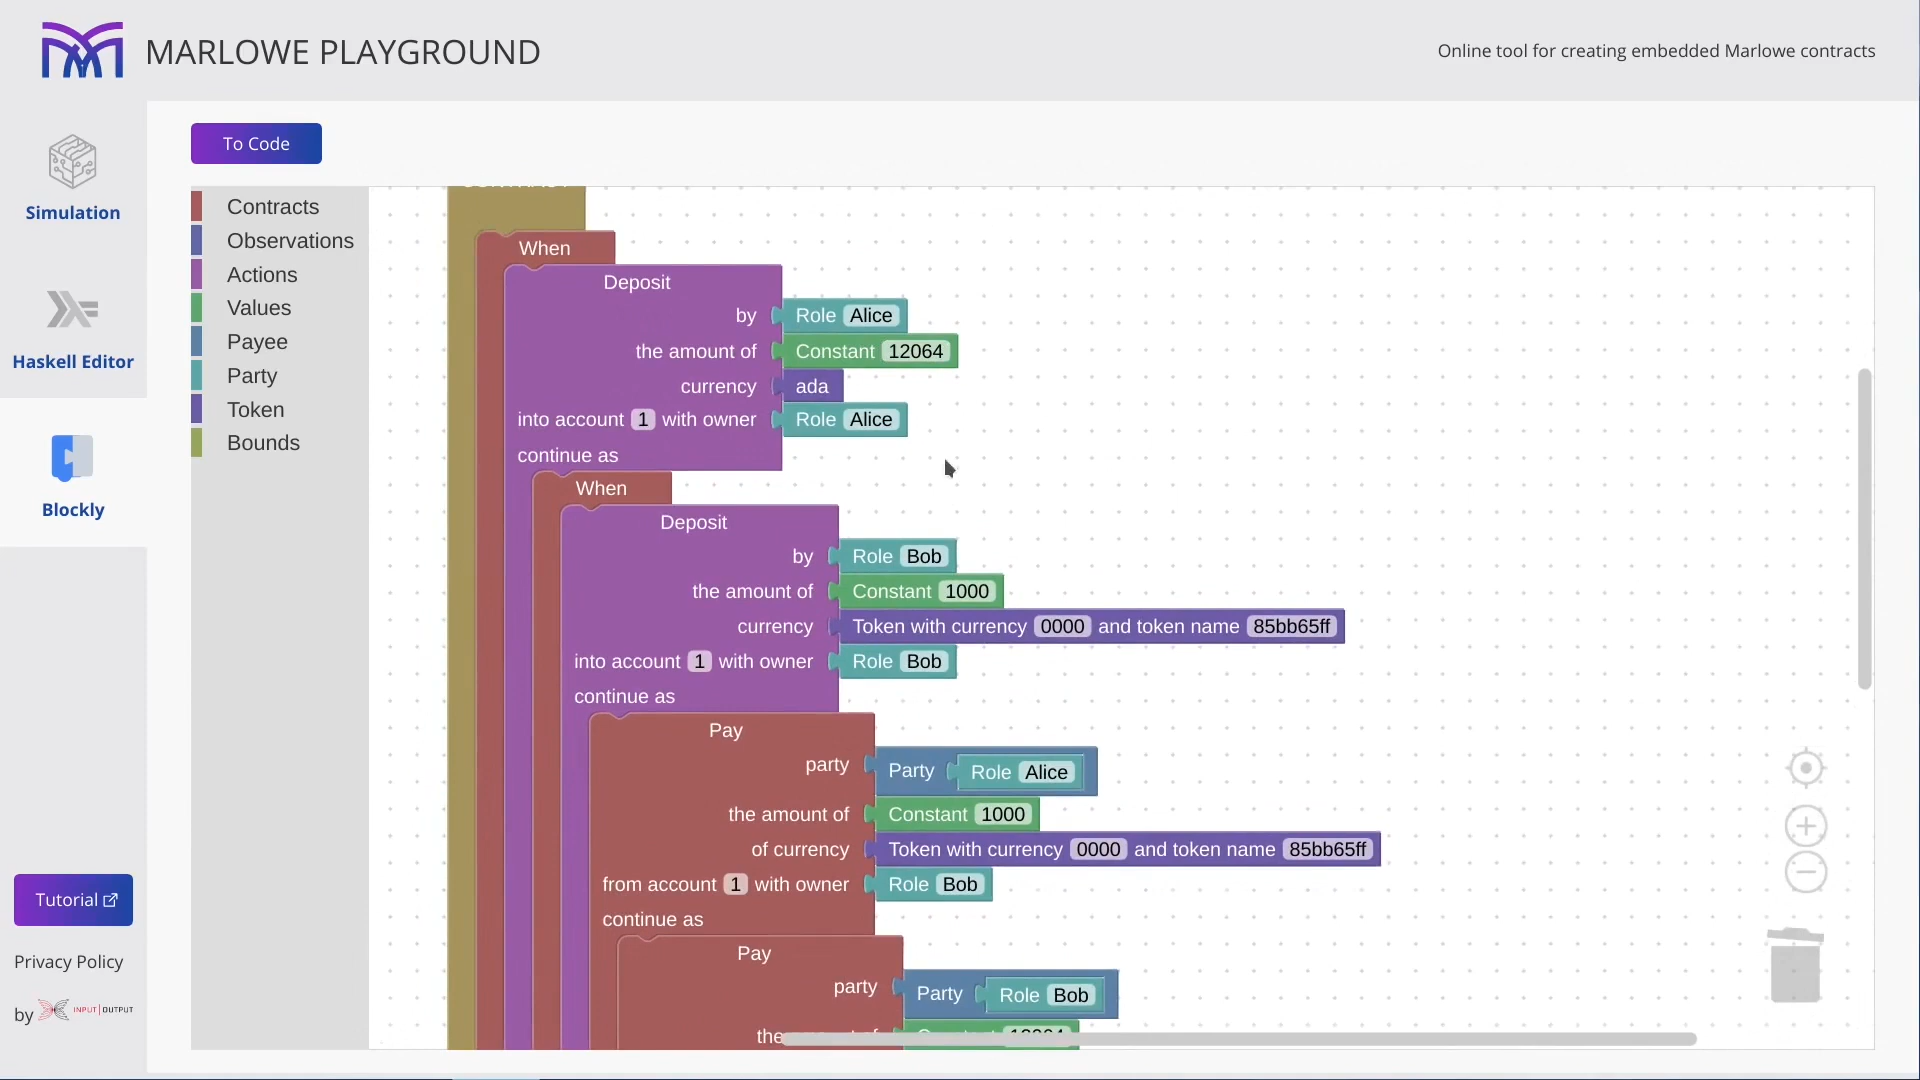 MARLOWE PLAYGROUND
Online tool for creating embedded Marlowe contracts
Simulation
Haskell Editor
Blockly
Tutorial
Privacy Policy
by INPUT | OUTPUT
To Code
Contracts
Observations
Actions
Values
Payee
Party
Token
Bounds
When
Deposit
by Role Alice
the amount of Constant 12064
currency ada
into account 1 with owner Role Alice
continue as
When
Deposit
by Role Bob
the amount of Constant 1000
currency Token with currency 0000 and token name 85bb65ff
into account 1 with owner Role Bob
continue as
Pay
party Party Role Alice
the amount of Constant 1000
of currency Token with currency 0000 and token name 85bb65ff
from account 1 with owner Role Bob
continue as
Pay
party Party Role Bob
the